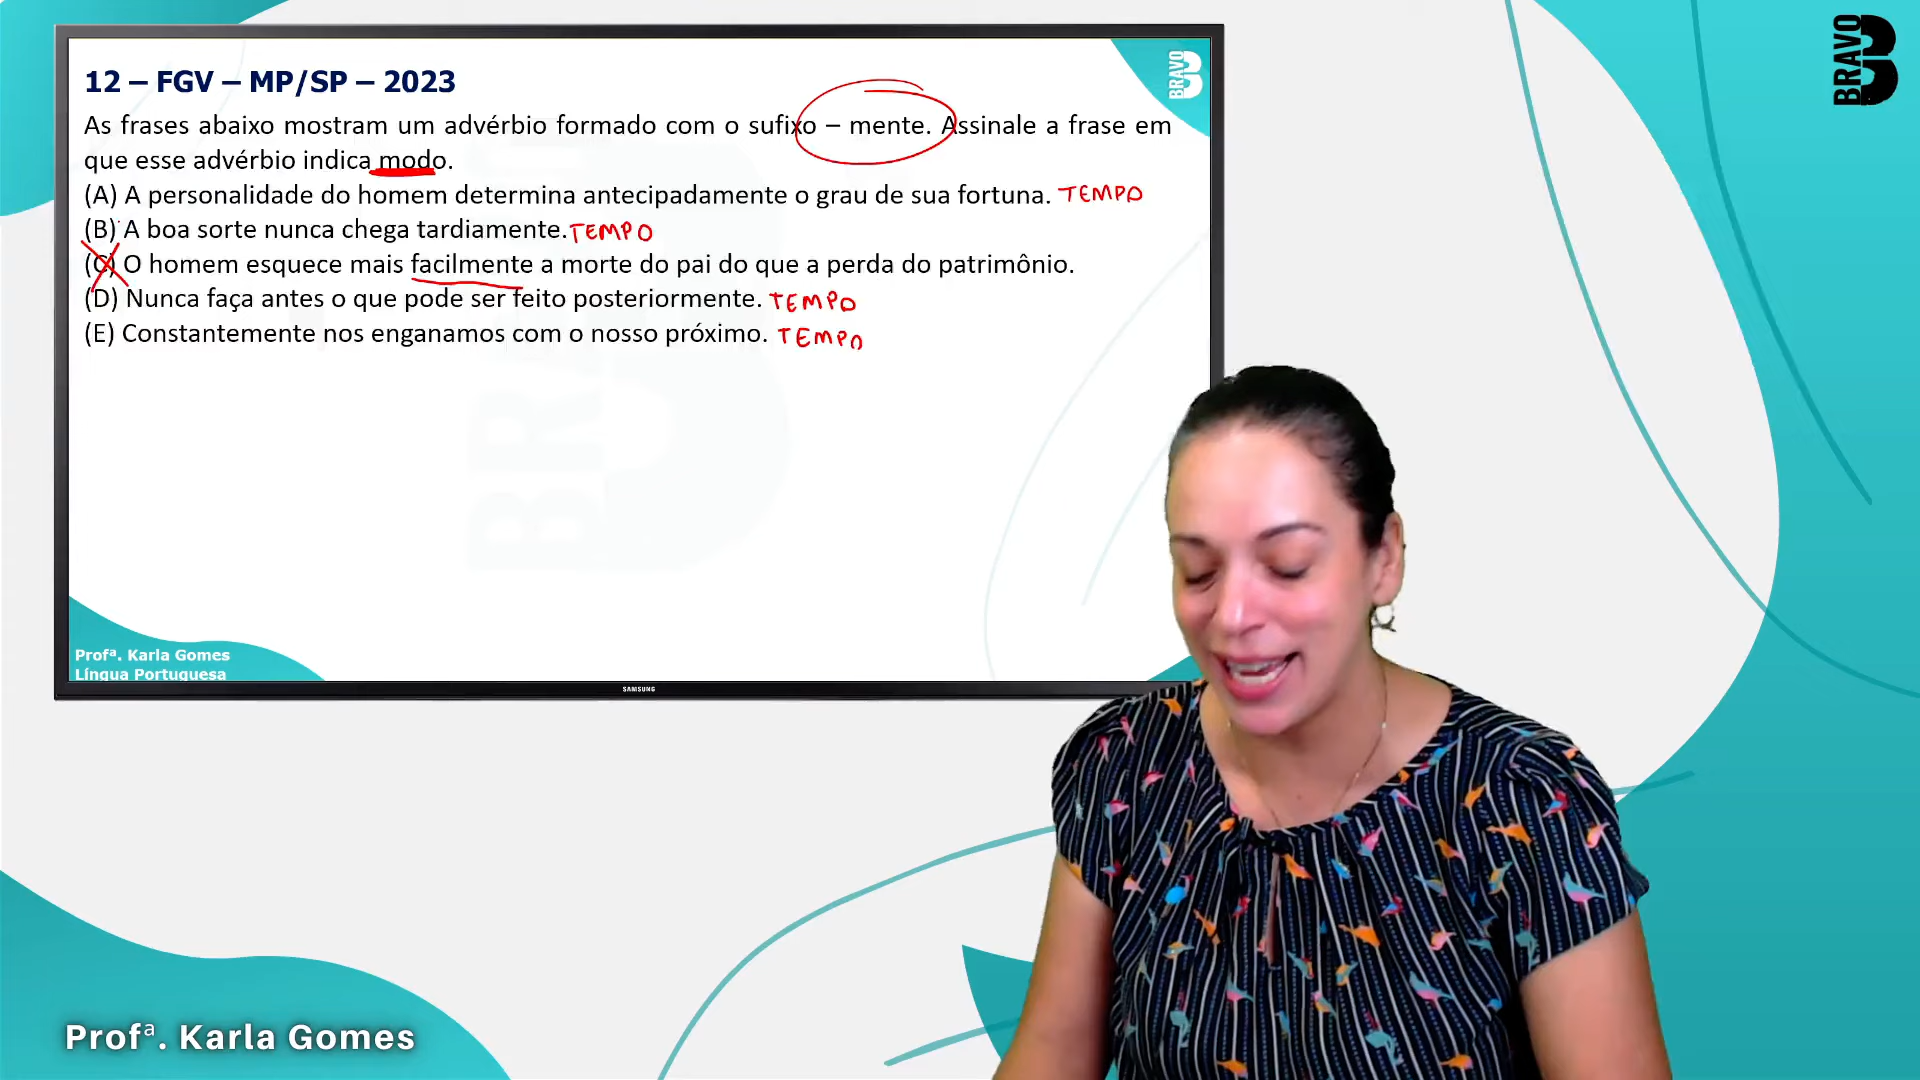 BRAVO
BRAVO
12 – FGV – MP/SP – 2023
As frases abaixo mostram um advérbio formado com o sufixo – mente. Assinale a frase em
que esse advérbio indica modo.
(A) A personalidade do homem determina antecipadamente o grau de sua fortuna. TEMPO
(B) A boa sorte nunca chega tardiamente. TEMPO
(C) O homem esquece mais facilmente a morte do pai do que a perda do patrimônio.
(D) Nunca faça antes o que pode ser feito posteriormente. TEMPO
(E) Constantemente nos enganamos com o nosso próximo. TEMPO
BRAVO
Profª. Karla Gomes
Língua Portuguesa
SAMSUNG
Profª. Karla Gomes